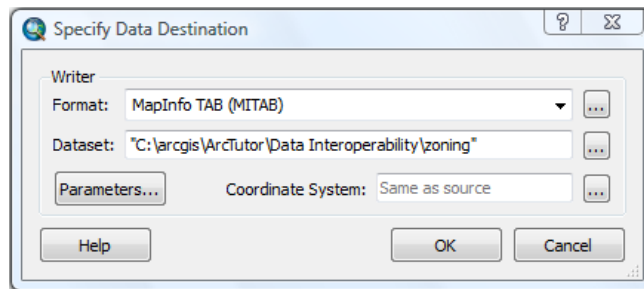 Specify Data Destination
Writer
Format: MapInfo TAB (MITAB) ...
Dataset: "C:\arcgis\ArcTutor\Data Interoperability\zoning" ...
Parameters... Coordinate System: Same as source ...
Help OK Cancel